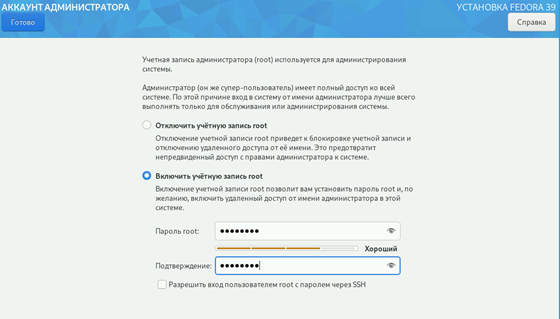 АККАУНТ АДМИНИСТРАТОРА
УСТАНОВКА FEDORA 39
Готово
Справка
Учетная запись администратора (root) используется для администрирования
системы.
Администратор (он же супер-пользователь) имеет полный доступ ко всей
системе. По этой причине вход в систему от имени администратора лучше всего
выполнять только для обслуживания или администрирования системы.
Отключить учётную запись root
Отключение учетной записи root приведет к блокировке учетной записи и
отключению удаленного доступа от её имени. Это предотвратит
непредвиденный доступ с правами администратора к системе.
Включить учётную запись root
Включение учетной записи root позволит вам установить пароль root и, по
желанию, включить удаленный доступ от имени администратора в этой
системе.
Пароль root:
Хороший
Подтверждение:
Разрешить вход пользователем root с паролем через SSH